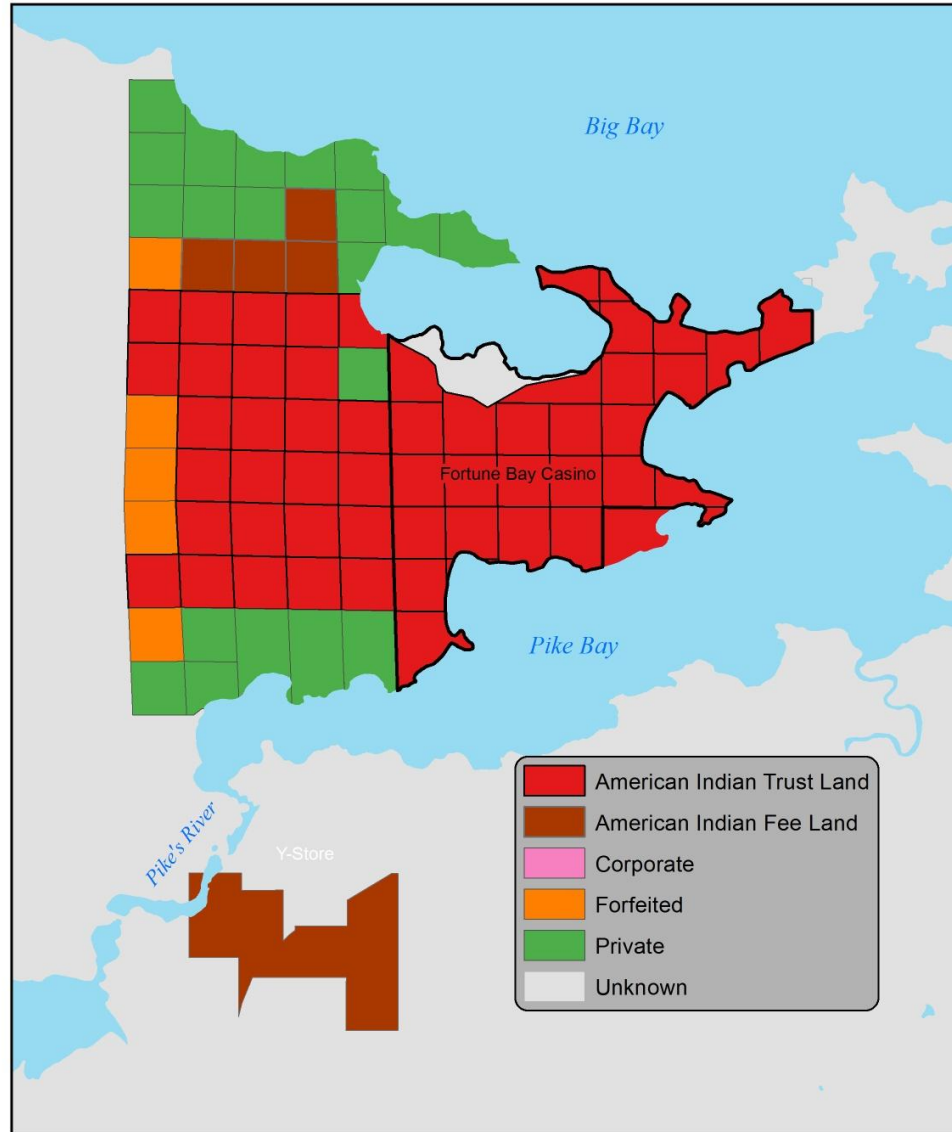 Big Bay
Fortune Bay Casino
Pike Bay
Pike's River
Y-Store
American Indian Trust Land
American Indian Fee Land
Corporate
Forfeited
Private
Unknown